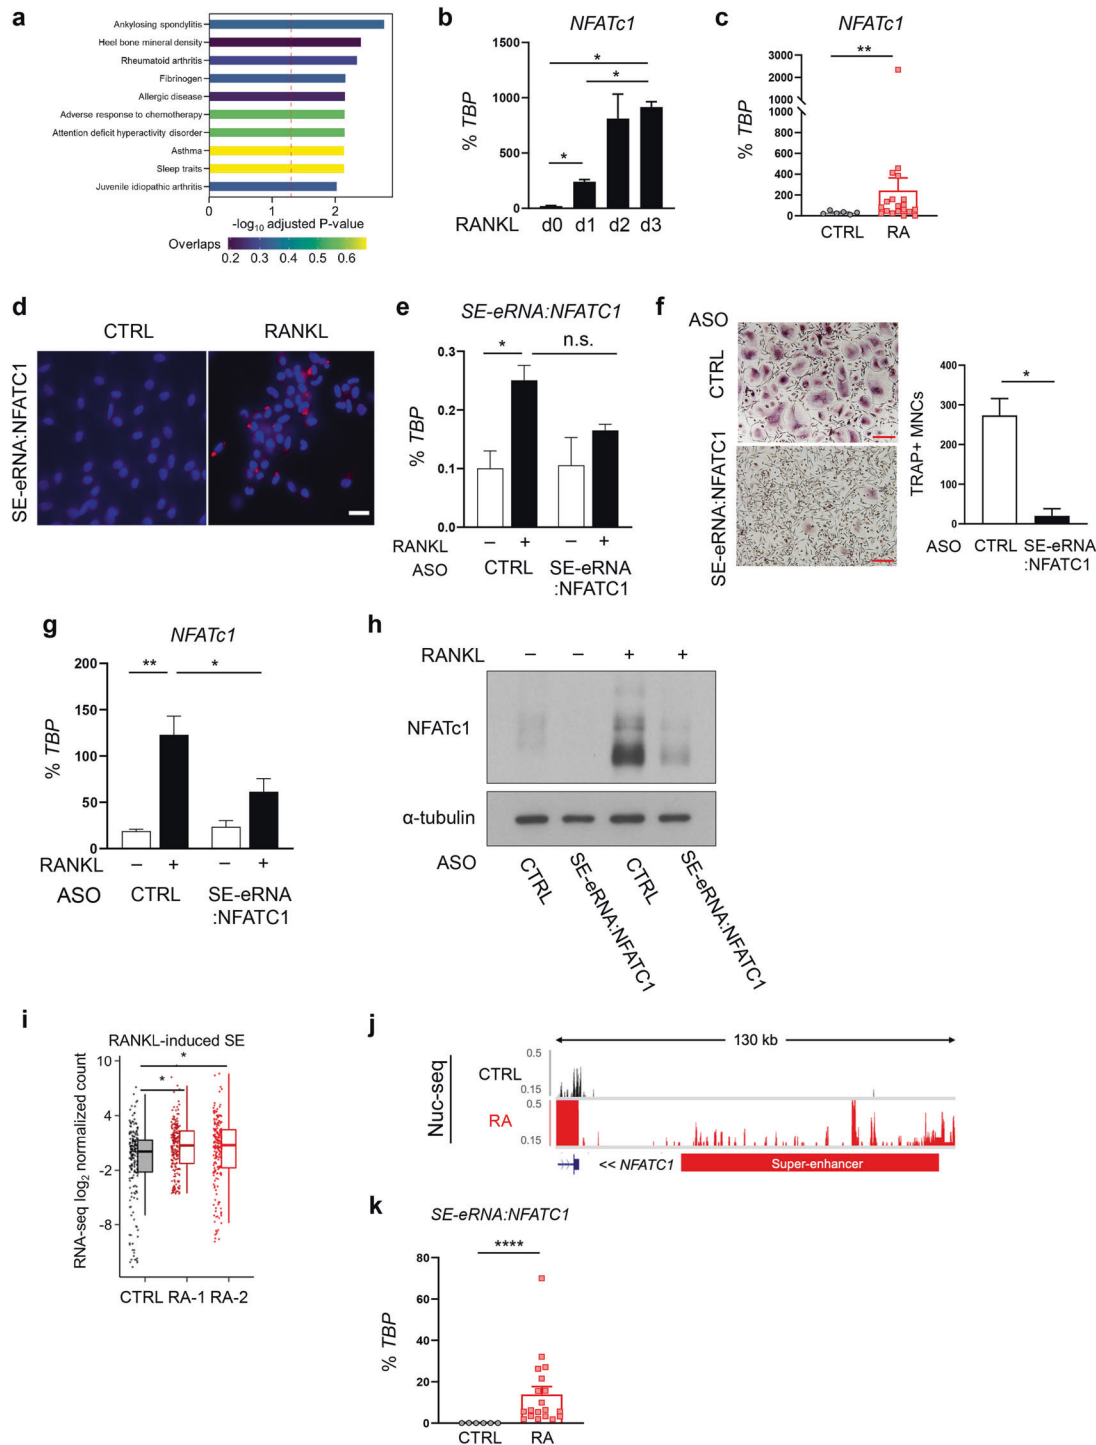 a
Ankylosing spondylitis
Heel bone mineral density
Rheumatoid arthritis
Fibrinogen
Allergic disease
Adverse response to chemotherapy
Attention deficit hyperactivity disorder
Asthma
Sleep traits
Juvenile idiopathic arthritis
0 1 2
-log10 adjusted P-value
Overlaps
0.2 0.3 0.4 0.5 0.6
b
NFATc1
% TBP
1500
1000
500
0
*
*
*
RANKL d0 d1 d2 d3
c
NFATc1
% TBP
3000
2000
1000
800
600
400
200
0
**
CTRL RA
d
CTRL RANKL
SE-eRNA:NFATC1
e
SE-eRNA:NFATC1
% TBP
0.3
0.2
0.1
0.0
* n.s.
RANKL – + – +
ASO CTRL SE-eRNA
:NFATC1
f
ASO
CTRL
SE-eRNA:NFATC1
TRAP+ MNCs
400
300
200
100
0
*
ASO CTRL SE-eRNA
:NFATC1
g
NFATc1
% TBP
200
150
100
50
0
** *
RANKL – + – +
ASO CTRL SE-eRNA
:NFATC1
h
RANKL – – + +
NFATc1
α-tubulin
ASO CTRL SE-eRNA:NFATC1 CTRL SE-eRNA:NFATC1
i
RANKL-induced SE
RNA-seq log2 normalized count
10
4
-2
-8
*
*
CTRL RA-1 RA-2
j
130 kb
Nuc-seq
CTRL
0.5
0.15
RA
0.5
0.15
<< NFATC1 Super-enhancer
k
SE-eRNA:NFATC1
% TBP
80
60
40
20
0
****
CTRL RA